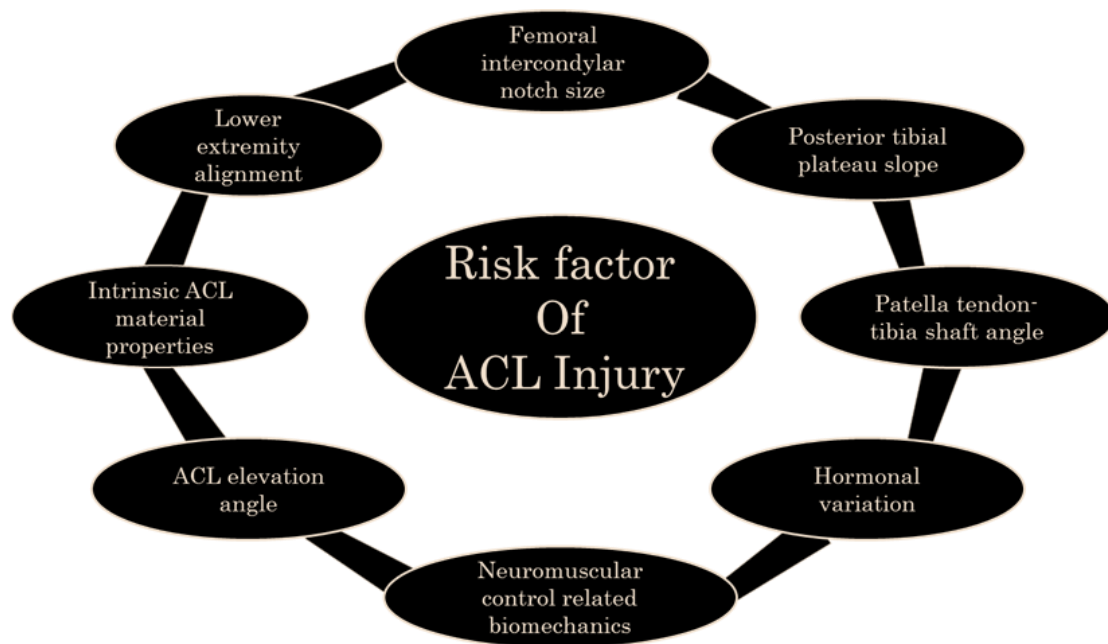 Femoral
intercondylar
notch size
Lower
extremity
alignment
Posterior tibial
plateau slope
Risk factor
Of
ACL Injury
Intrinsic ACL
material
properties
Patella tendon-
tibia shaft angle
ACL elevation
angle
Hormonal
variation
Neuromuscular
control related
biomechanics